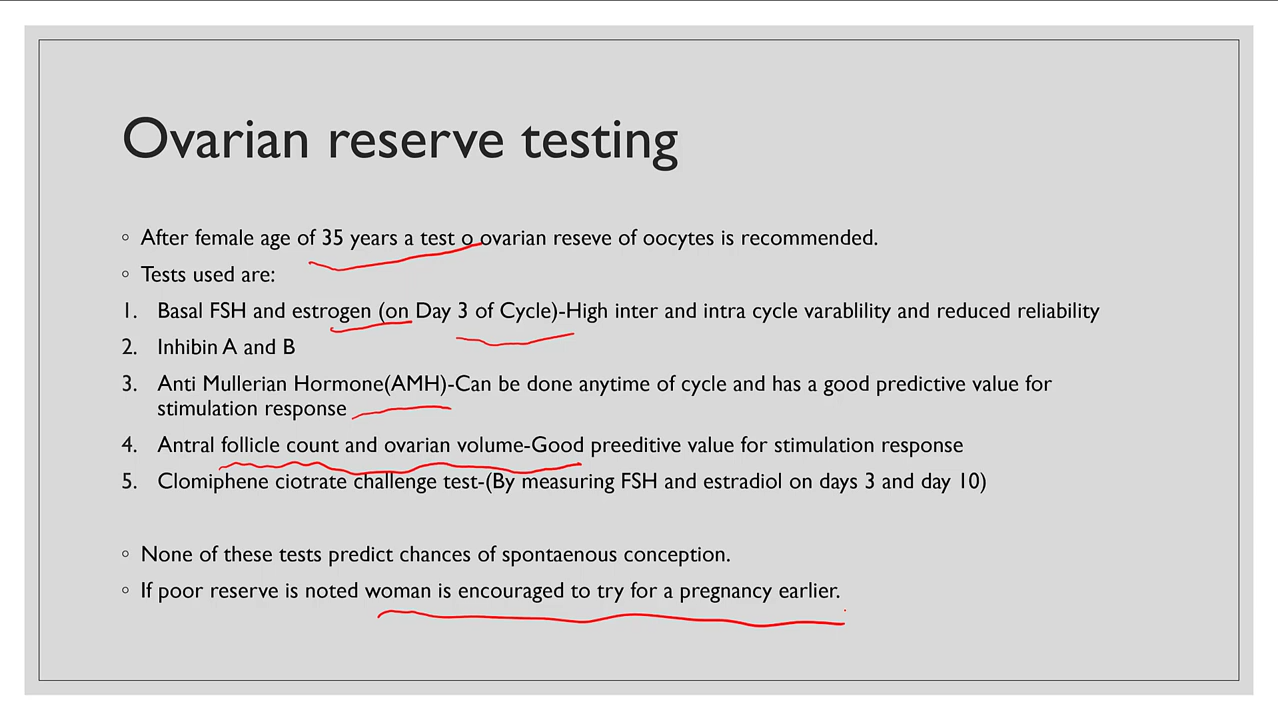 Ovarian reserve testing
◦ After female age of 35 years a test o ovarian reseve of oocytes is recommended.
◦ Tests used are:
1. Basal FSH and estrogen (on Day 3 of Cycle)-High inter and intra cycle varablility and reduced reliability
2. Inhibin A and B
3. Anti Mullerian Hormone(AMH)-Can be done anytime of cycle and has a good predictive value for
stimulation response
4. Antral follicle count and ovarian volume-Good preeditive value for stimulation response
5. Clomiphene ciotrate challenge test-(By measuring FSH and estradiol on days 3 and day 10)
◦ None of these tests predict chances of spontaenous conception.
◦ If poor reserve is noted woman is encouraged to try for a pregnancy earlier.